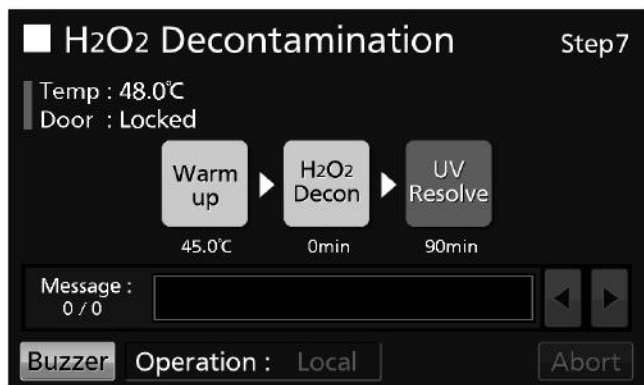 H2O2 Decontamination Step7
Temp : 48.0℃
Door : Locked
Warm up
H2O2 Decon
UV Resolve
45.0℃ 0min 90min
Message :
0 / 0
Buzzer Operation : Local Abort